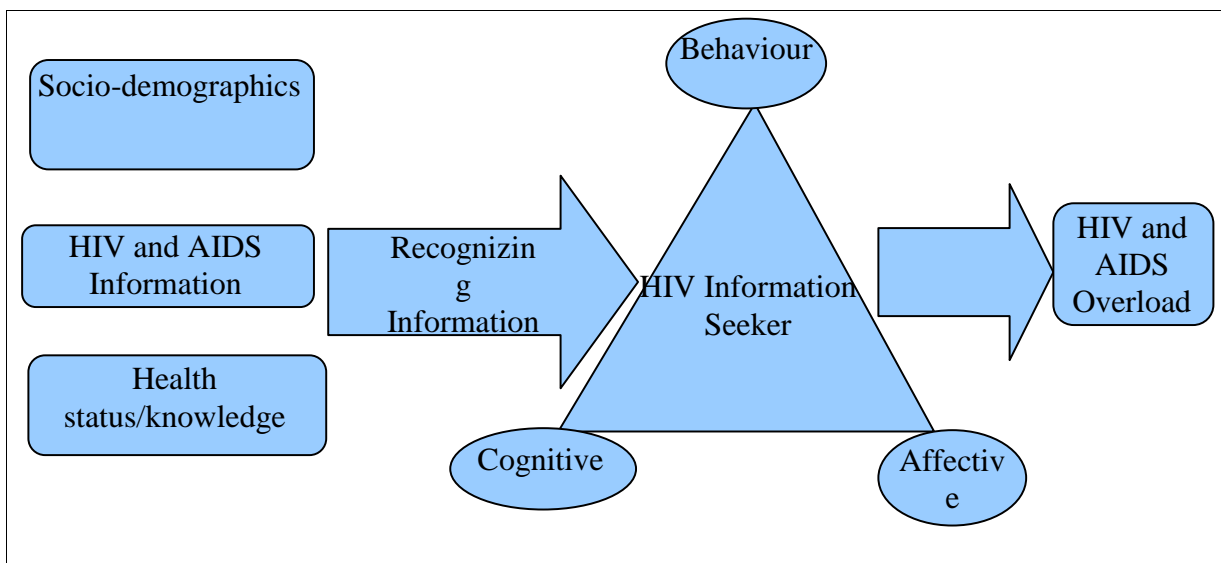 Socio-demographics
HIV and AIDS
Information
Health
status/knowledge
Recognizin
g
Information
Behaviour
HIV Information
Seeker
Cognitive
Affectiv
e
HIV and
AIDS
Overload